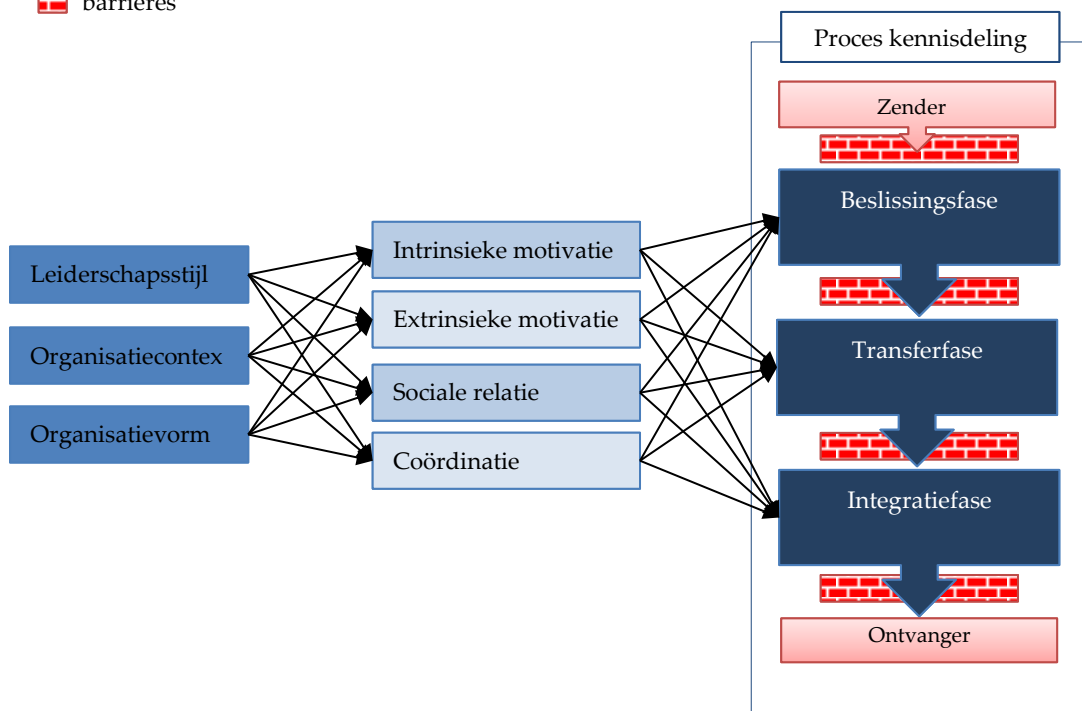 barrières
Proces kennisdeling
Zender
Beslissingsfase
Intrinsieke motivatie
Leiderschapsstijl
Extrinsieke motivatie
Organisatiecontex
Transferfase
Sociale relatie
Organisatievorm
Coördinatie
Integratiefase
Ontvanger